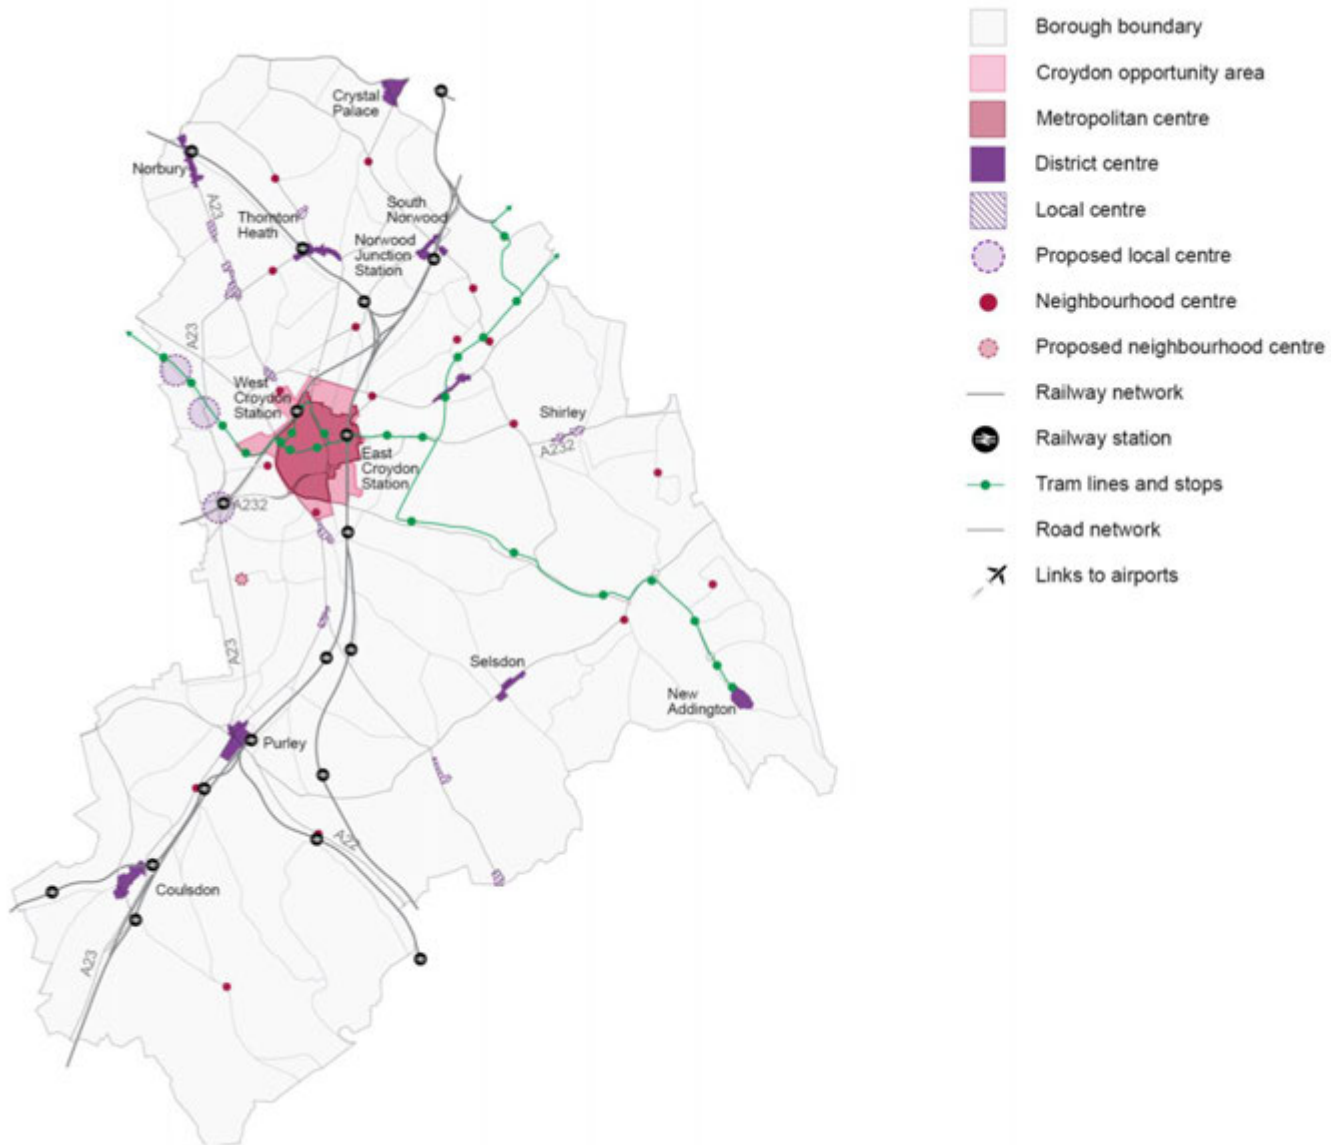 Crystal
Palace
Norbury
A23
Thornton
Heath
South
Norwood
Norwood
Junction
Station
A23
West
Croydon
Station
East
Croydon
Station
Shirley
A232
A232
A23
Selsdon
New
Addington
Purley
A22
Coulsdon
A23
Borough boundary
Croydon opportunity area
Metropolitan centre
District centre
Local centre
Proposed local centre
Neighbourhood centre
Proposed neighbourhood centre
Railway network
Railway station
Tram lines and stops
Road network
Links to airports